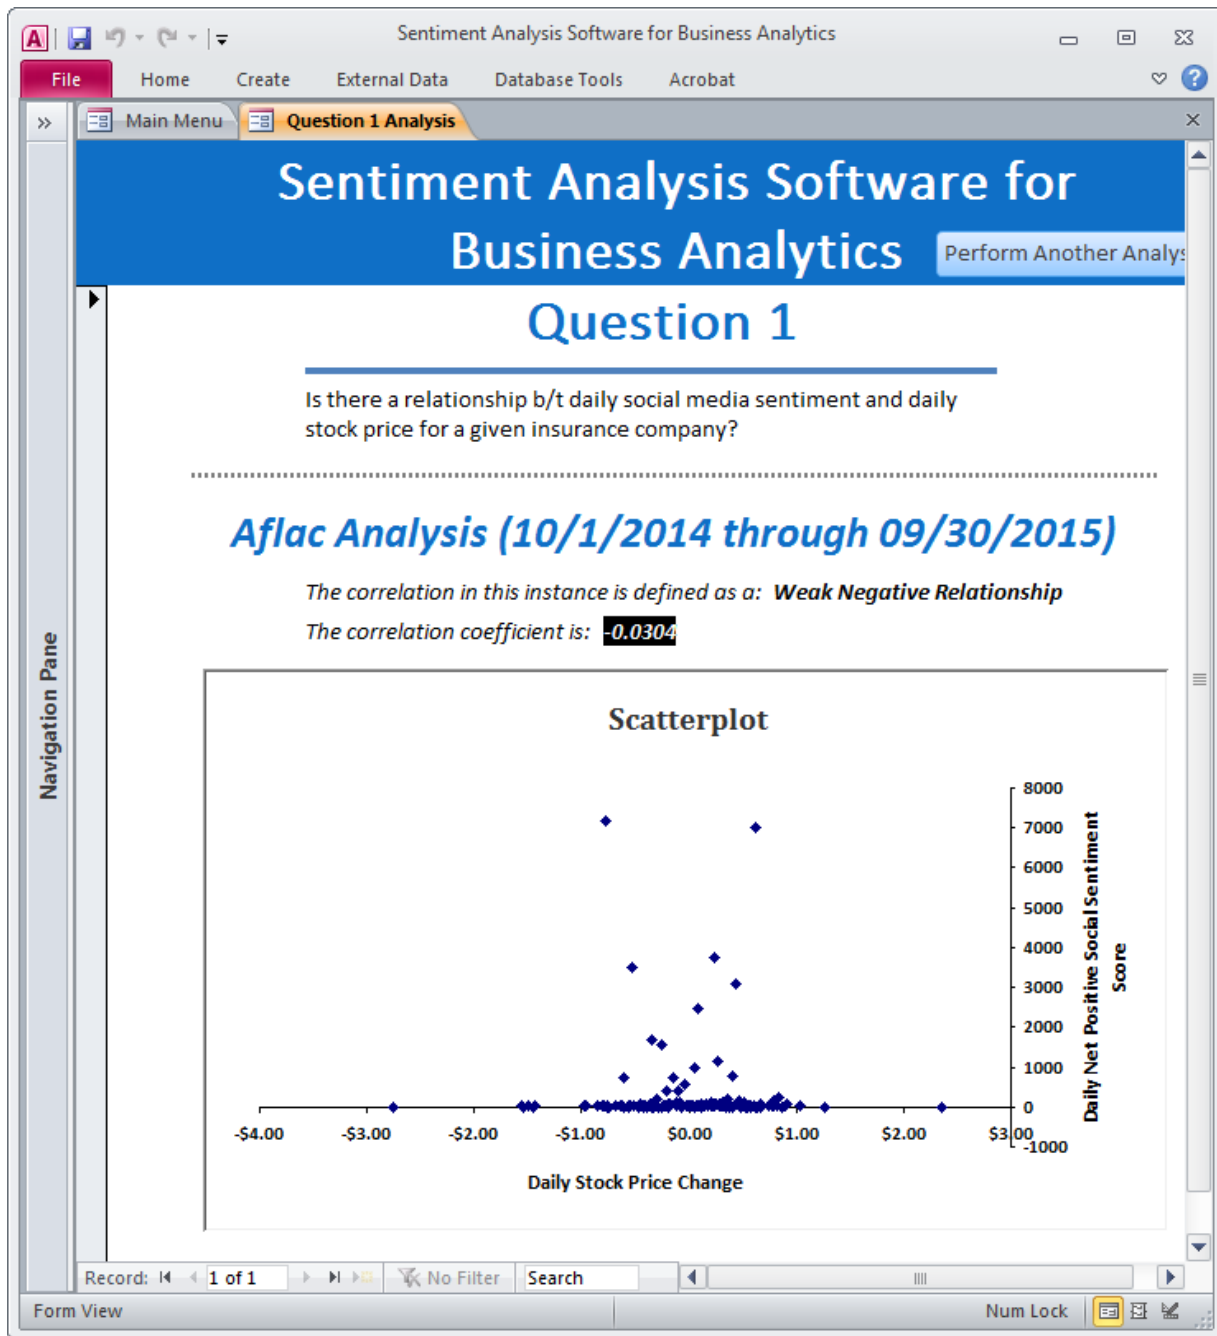 Sentiment Analysis Software for Business Analytics
File Home Create External Data Database Tools Acrobat
Main Menu Question 1 Analysis
Sentiment Analysis Software for
Business Analytics
Perform Another Analys
Question 1
Is there a relationship b/t daily social media sentiment and daily
stock price for a given insurance company?
Aflac Analysis (10/1/2014 through 09/30/2015)
The correlation in this instance is defined as a: Weak Negative Relationship
The correlation coefficient is: -0.0304
Navigation Pane
Scatterplot
8000
7000
6000
5000
4000
3000
2000
1000
0
-1000
Daily Net Positive Social Sentiment
Score
-$4.00 -$3.00 -$2.00 -$1.00 $0.00 $1.00 $2.00 $3.00
Daily Stock Price Change
Record: 1 of 1 No Filter Search
Form View Num Lock